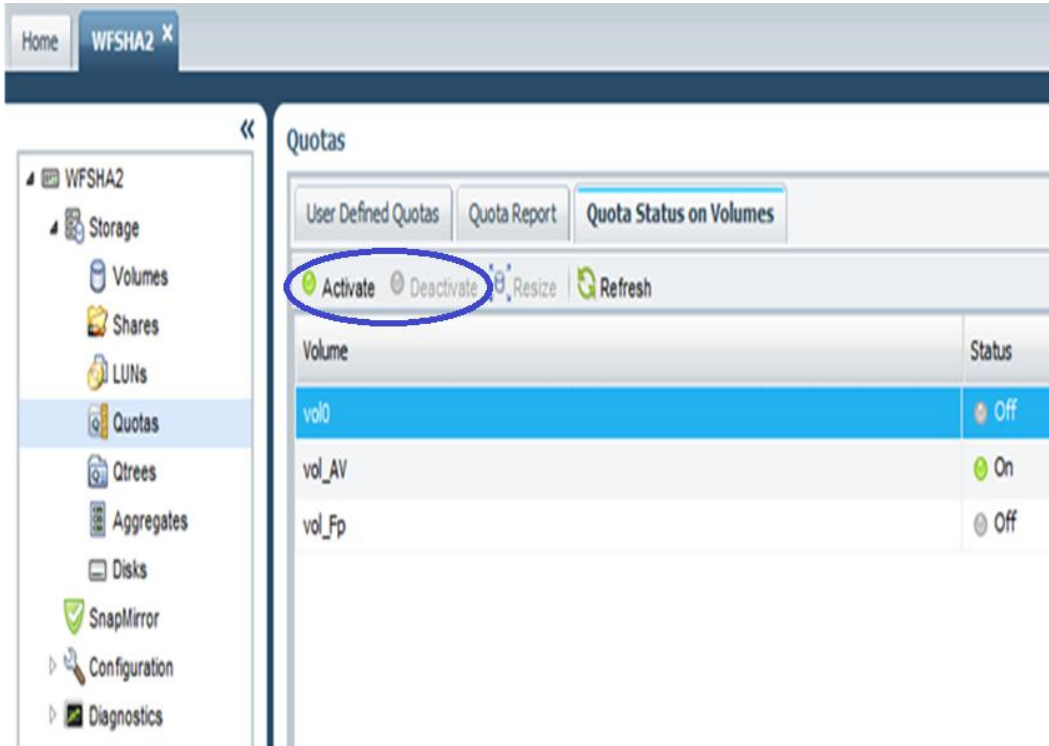 Home
WFSHA2 X
«
WFSHA2
Storage
Volumes
Shares
LUNs
Quotas
Qtrees
Aggregates
Disks
SnapMirror
Configuration
Diagnostics
Quotas
User Defined Quotas
Quota Report
Quota Status on Volumes
Activate
Deactivate
Resize
Refresh
Volume
Status
vol0
Off
vol_AV
On
vol_Fp
Off